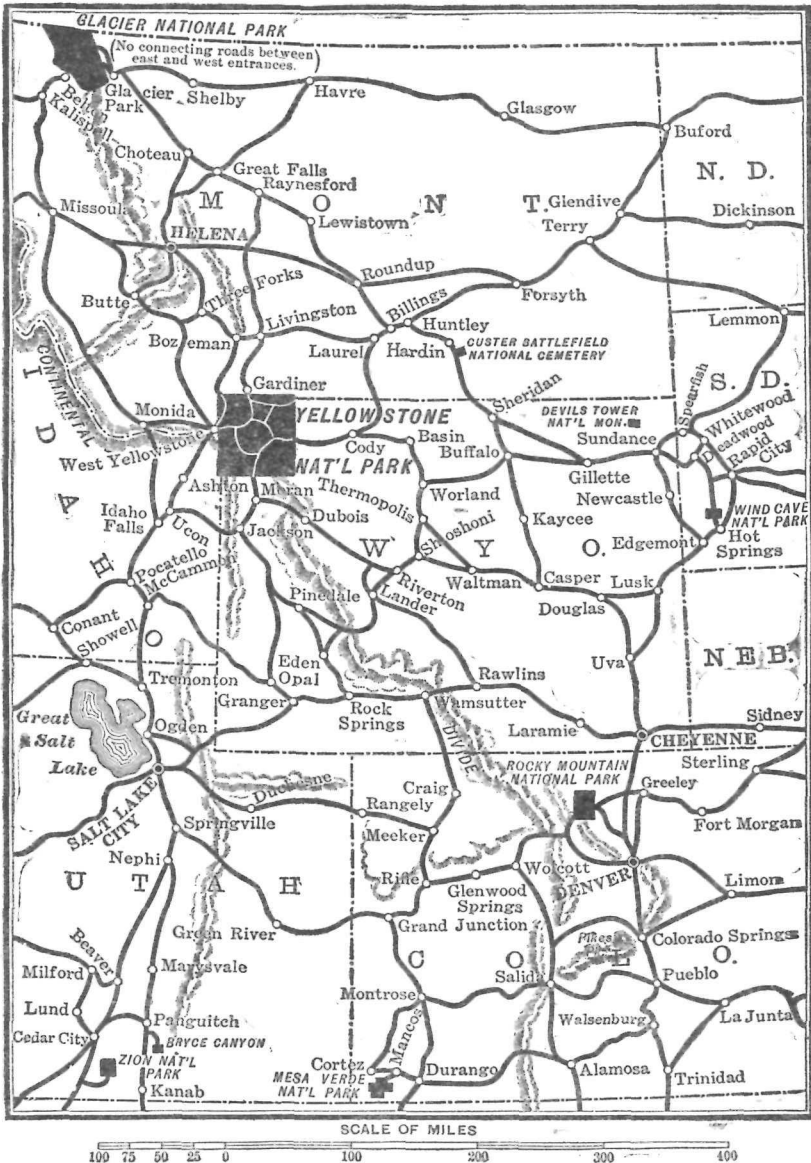 GLACIER NATIONAL PARK
(No connecting roads between
east and west entrances.)
Belton
Glacier
Park
Kalispell
Shelby
Havre
Glasgow
Buford
Choteau
Great Falls
Raynesford
N. D.
M O N T.
Glendive
Missoula
Lewistown
Terry
Dickinson
HELENA
Roundup
Forsyth
Butte
Three Forks
Livingston
Billings
Huntley
Lemmon
Bozeman
Laurel
Hardin
CUSTER BATTLEFIELD
NATIONAL CEMETERY
CONTINENTAL
I D A H O
Gardiner
Sheridan
Spearfish
S. D.
Monida
YELLOWSTONE
NAT'L PARK
DEVILS TOWER
NAT'L MON.
Whitewood
Deadwood
West Yellowstone
Cody
Basin
Buffalo
Sundance
Rapid
City
Gillette
Ashton
Moran
Thermopolis
Worland
Newcastle
WIND CAVE
NAT'L PARK
Idaho
Falls
Ucon
Jackson
Dubois
Shoshoni
Kaycee
Edgemont
Hot
Springs
W Y O.
Pocatello
McCammon
Pinedale
Riverton
Lander
Waltman
Casper
Douglas
Lusk
Conant
Showell
Eden
Opal
Uva
NEB.
Tremonton
Granger
Rock
Springs
Rawlins
Wamsutter
Great
Salt
Lake
Ogden
Laramie
Sidney
CHEYENNE
DIVIDE
ROCKY MOUNTAIN
NATIONAL PARK
Sterling
SALT LAKE
CITY
Duchesne
Craig
Rangely
Greeley
Springville
Meeker
Fort Morgan
Nephi
Rifle
Wolcott
DENVER
U T A H
Glenwood
Springs
Limon
Green River
Grand Junction
Beaver
Pikes
Pk.
Colorado Springs
C O L O.
Milford
Marysvale
Salida
Pueblo
Lund
Montrose
Panguitch
Mancos
Walsenburg
La Junta
Cedar City
BRYCE CANYON
ZION NAT'L
PARK
Cortez
MESA VERDE
NAT'L PARK
Durango
Alamosa
Trinidad
Kanab
SCALE OF MILES
100 75 50 25 0 100 200 300 400